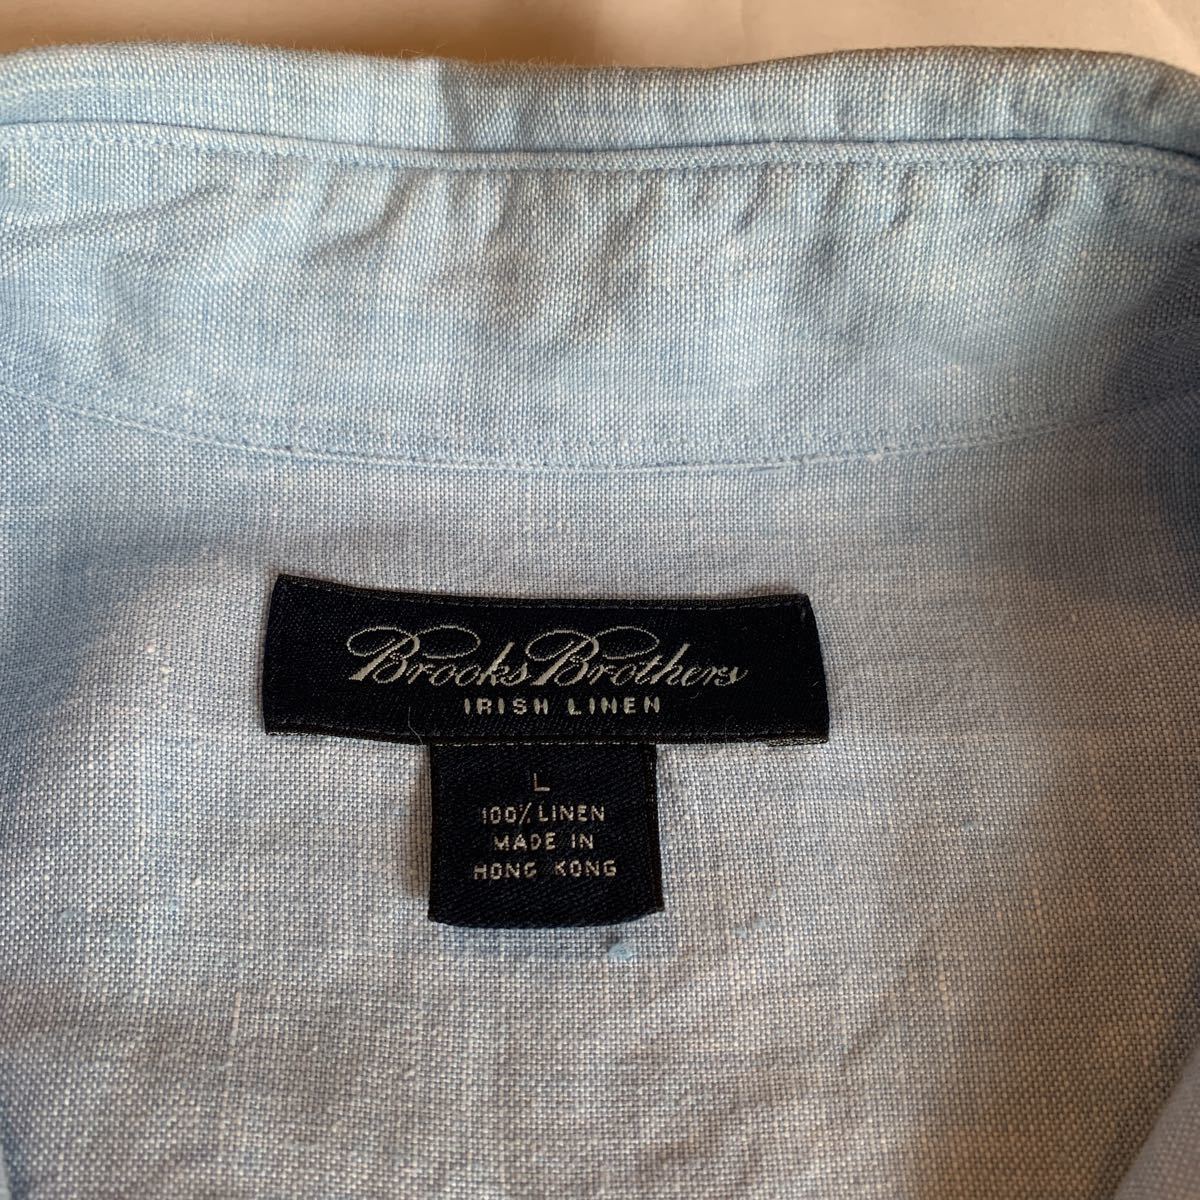 Brooks Brothers
IRISH LINEN
L
100% LINEN
MADE IN
HONG KONG